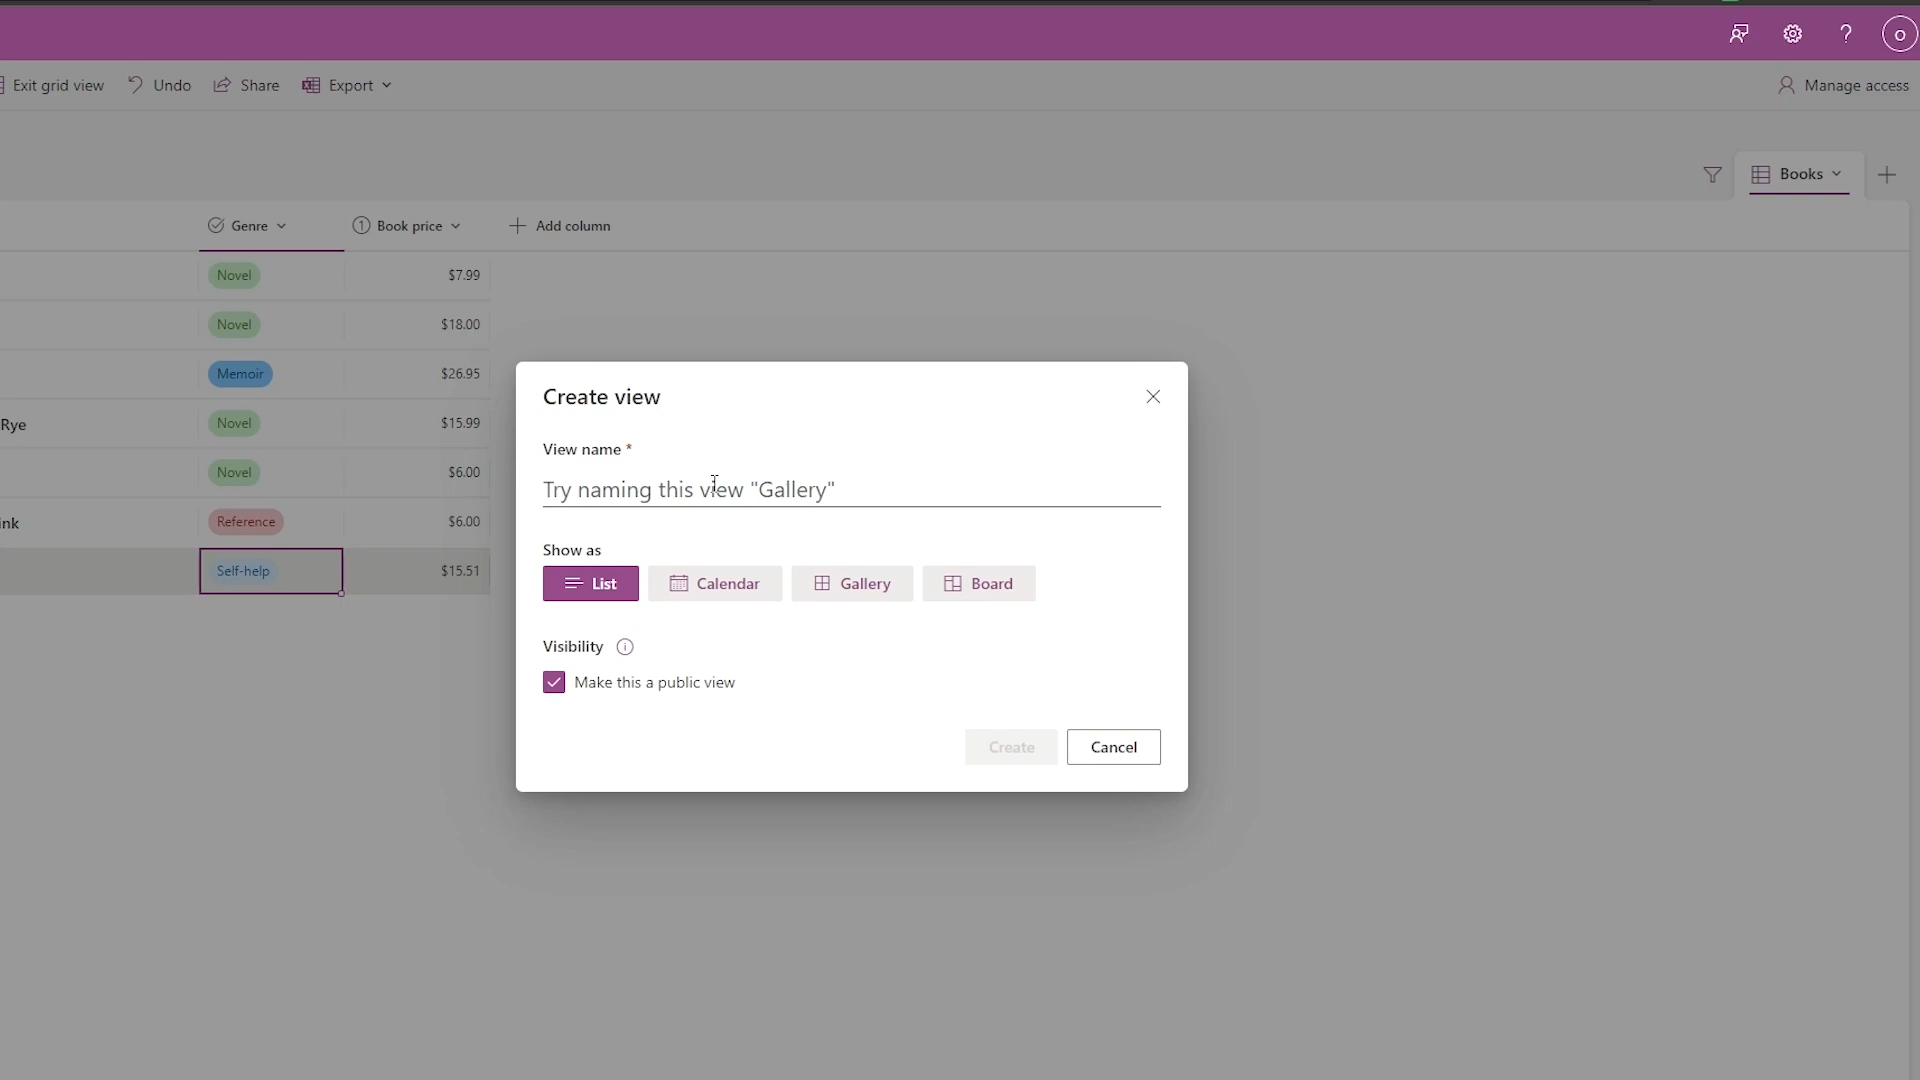 ?
O
Exit grid view Undo Share Export Manage access
Books
Genre 1 Book price Add column
Novel $7.99
Novel $18.00
Memoir $26.95
Rye Novel $15.99
Novel $6.00
ink Reference $6.00
Self-help $15.51
Create view
View name *
Try naming this view "Gallery"
Show as
List Calendar Gallery Board
Visibility i
Make this a public view
Create Cancel